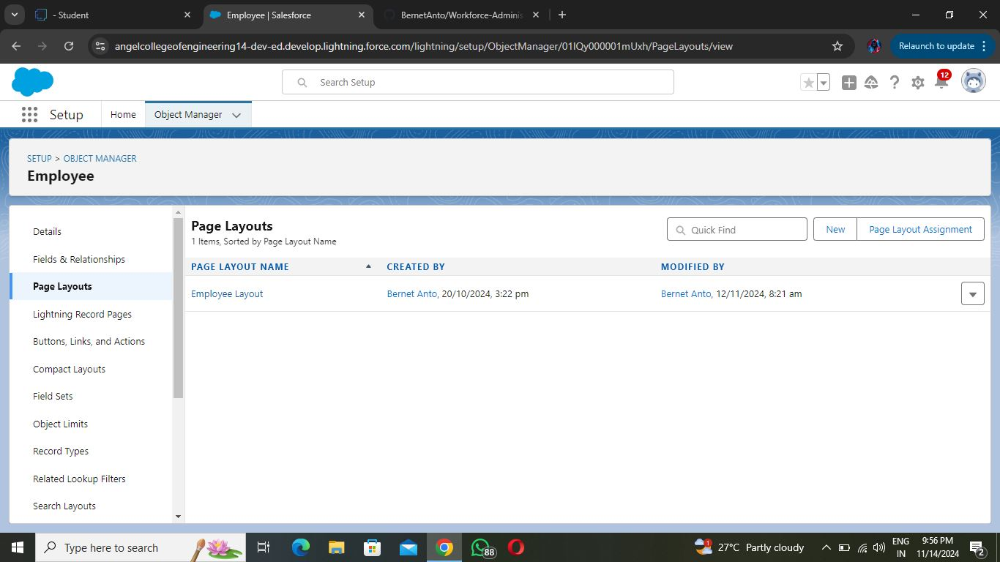 - Student
Employee | Salesforce
BernetAnto/Workforce-Adminis
angelcollegeofengineering14-dev-ed.develop.lightning.force.com/lightning/setup/ObjectManager/01IQy000001mUxh/PageLayouts/view
Relaunch to update
Search Setup
12
Setup
Home
Object Manager
SETUP > OBJECT MANAGER
Employee
Details
Fields & Relationships
Page Layouts
Lightning Record Pages
Buttons, Links, and Actions
Compact Layouts
Field Sets
Object Limits
Record Types
Related Lookup Filters
Search Layouts
Page Layouts
1 Items, Sorted by Page Layout Name
Quick Find
New
Page Layout Assignment
PAGE LAYOUT NAME
CREATED BY
MODIFIED BY
Employee Layout
Bernet Anto, 20/10/2024, 3:22 pm
Bernet Anto, 12/11/2024, 8:21 am
Type here to search
88
1
27°C Partly cloudy
ENG
IN
9:56 PM
11/14/2024
2